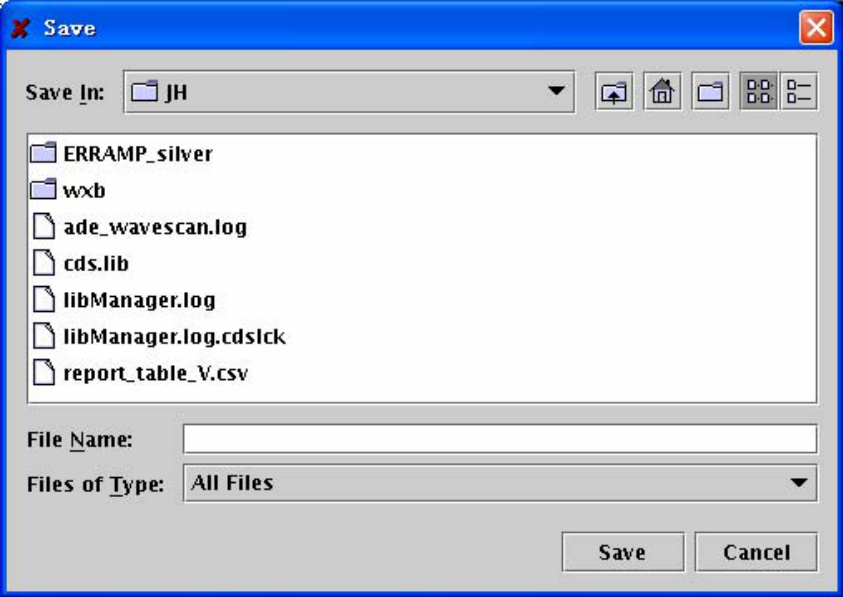 Save
Save In: JH
ERRAMP_silver
wxb
ade_wavescan.log
cds.lib
libManager.log
libManager.log.cdslck
report_table_V.csv
File Name:
Files of Type: All Files
Save Cancel